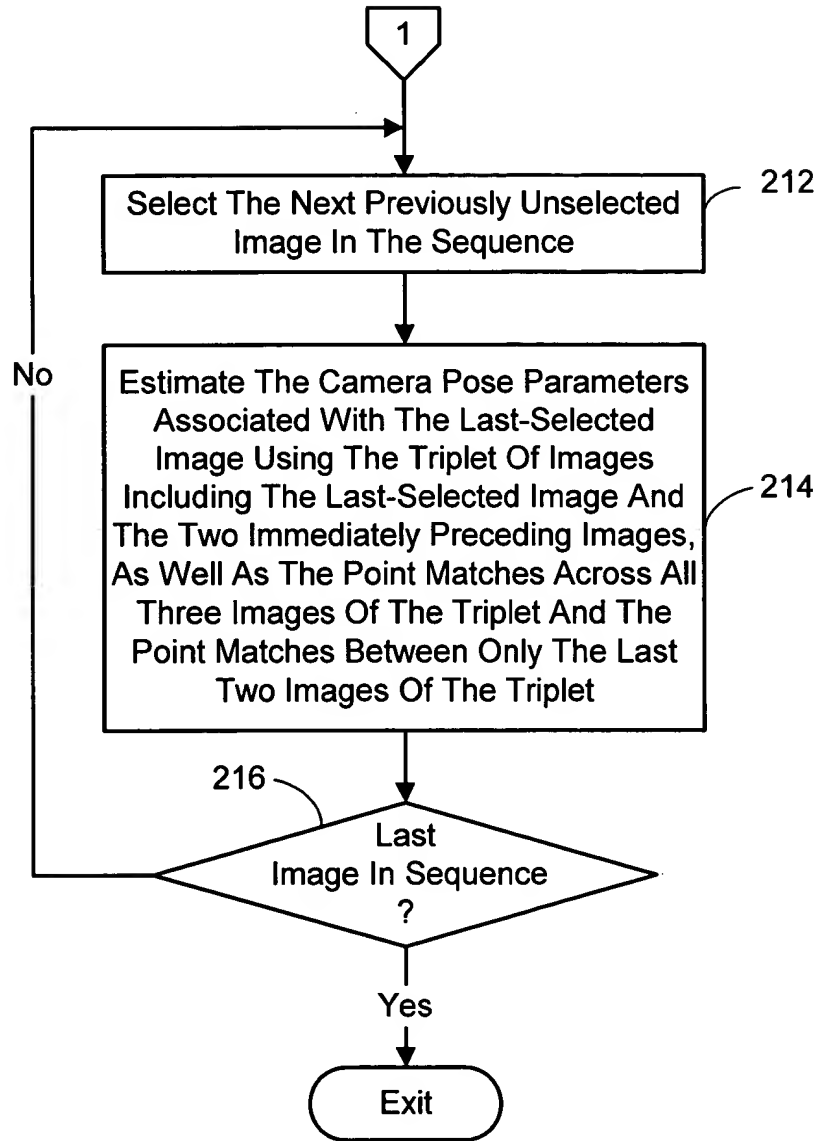 1
Select The Next Previously Unselected
Image In The Sequence
212
No
Estimate The Camera Pose Parameters
Associated With The Last-Selected
Image Using The Triplet Of Images
Including The Last-Selected Image And
The Two Immediately Preceding Images,
As Well As The Point Matches Across All
Three Images Of The Triplet And The
Point Matches Between Only The Last
Two Images Of The Triplet
214
216
Last
Image In Sequence
?
Yes
Exit